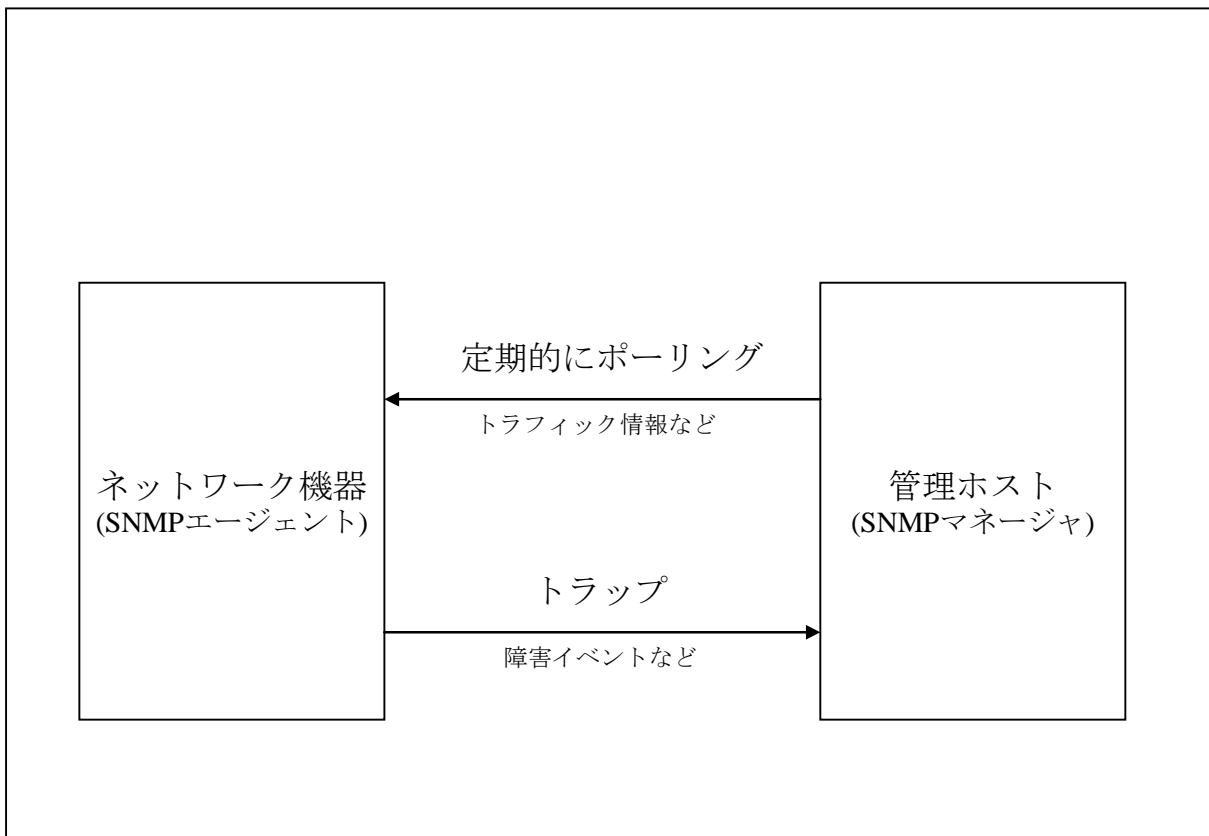 定期的にポーリング
トラフィック情報など
ネットワーク機器
(SNMPエージェント)
管理ホスト
(SNMPマネージャ)
トラップ
障害イベントなど